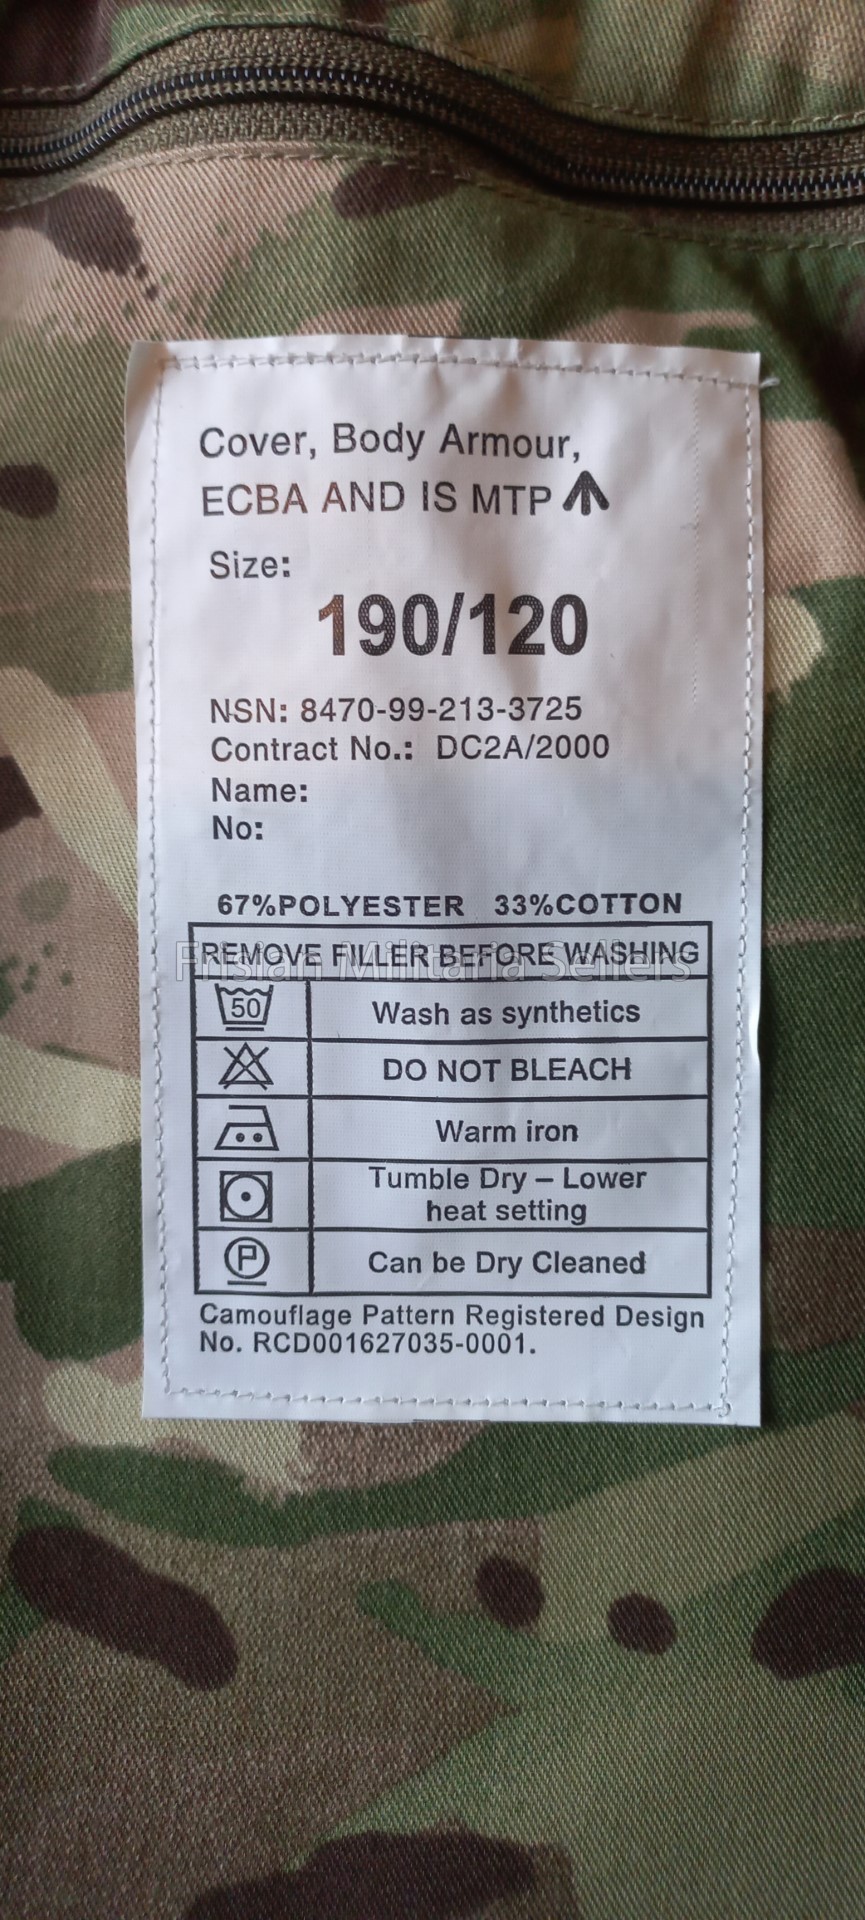 Cover, Body Armour,
ECBA AND IS MTP
Size:
190/120
NSN: 8470-99-213-3725
Contract No.: DC2A/2000
Name:
No:
67%POLYESTER 33%COTTON
REMOVE FILLER BEFORE WASHING
Frisian Militaria Sellers
50 Wash as synthetics
DO NOT BLEACH
Warm iron
Tumble Dry – Lower
heat setting
P Can be Dry Cleaned
Camouflage Pattern Registered Design
No. RCD001627035-0001.